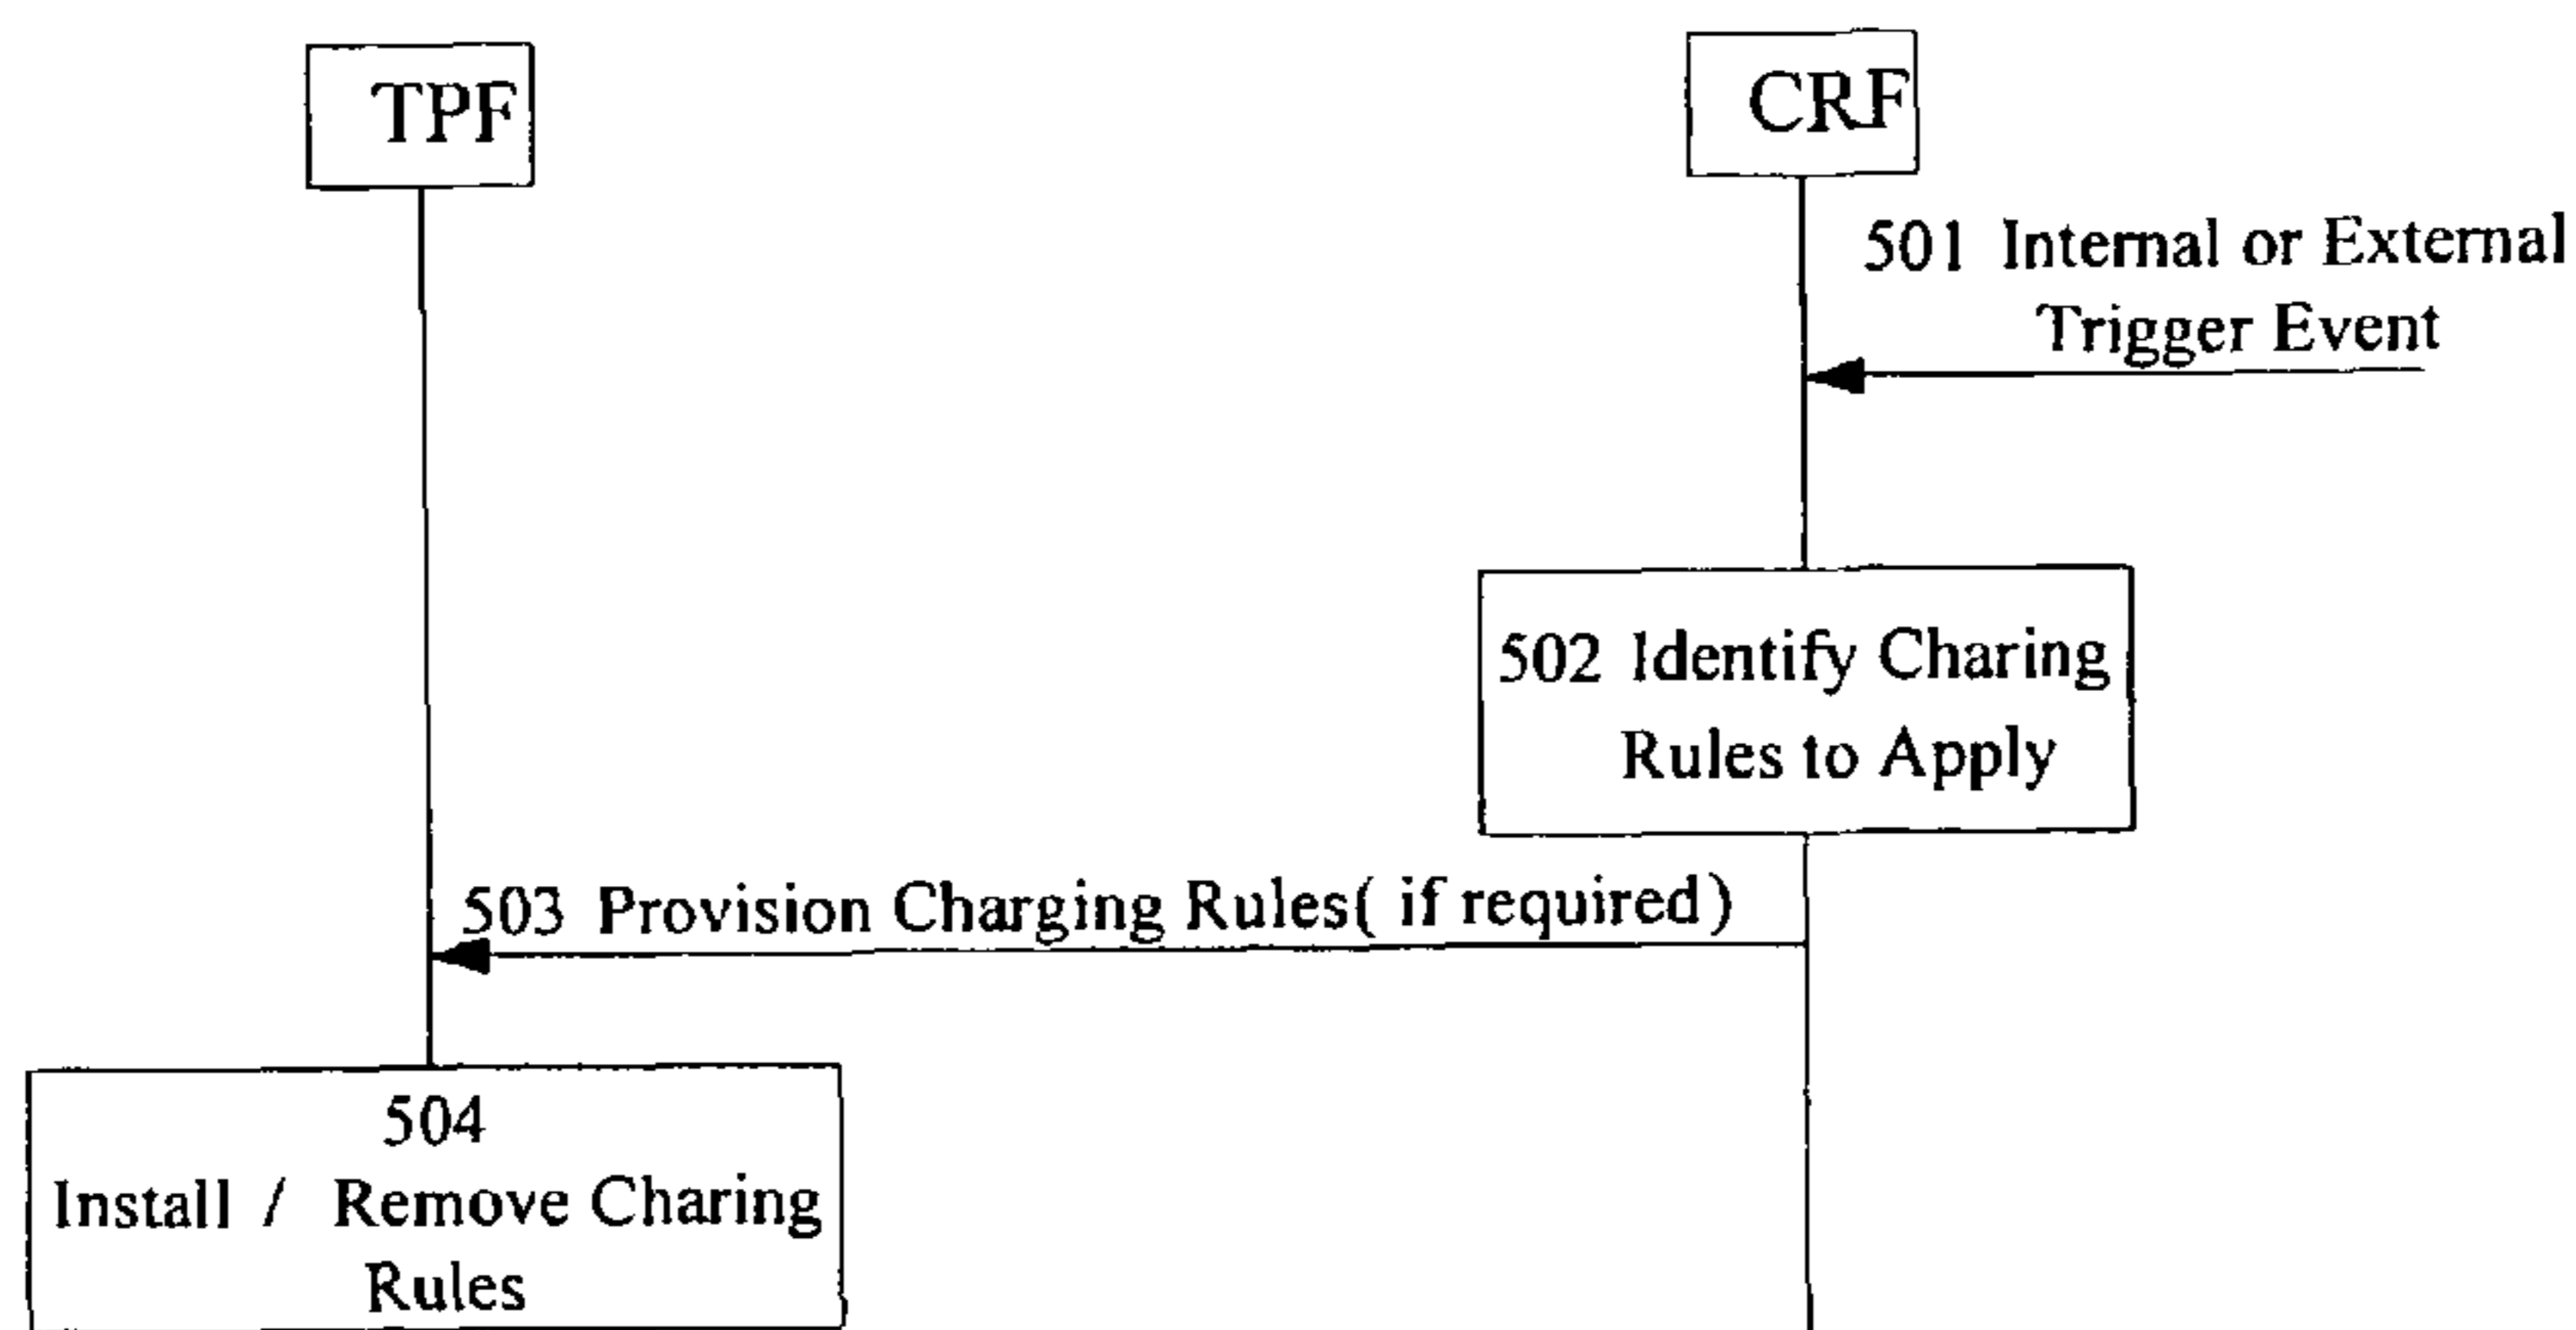 TPF
CRF
501 Internal or External
Trigger Event
502 Identify Charing
Rules to Apply
503 Provision Charging Rules( if required)
504
Install / Remove Charing
Rules